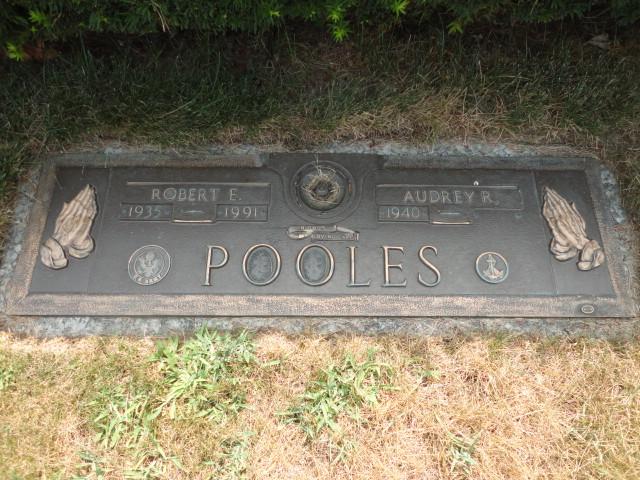 ROBERT E.
1935 1991
AUDREY R.
1940
POOLES